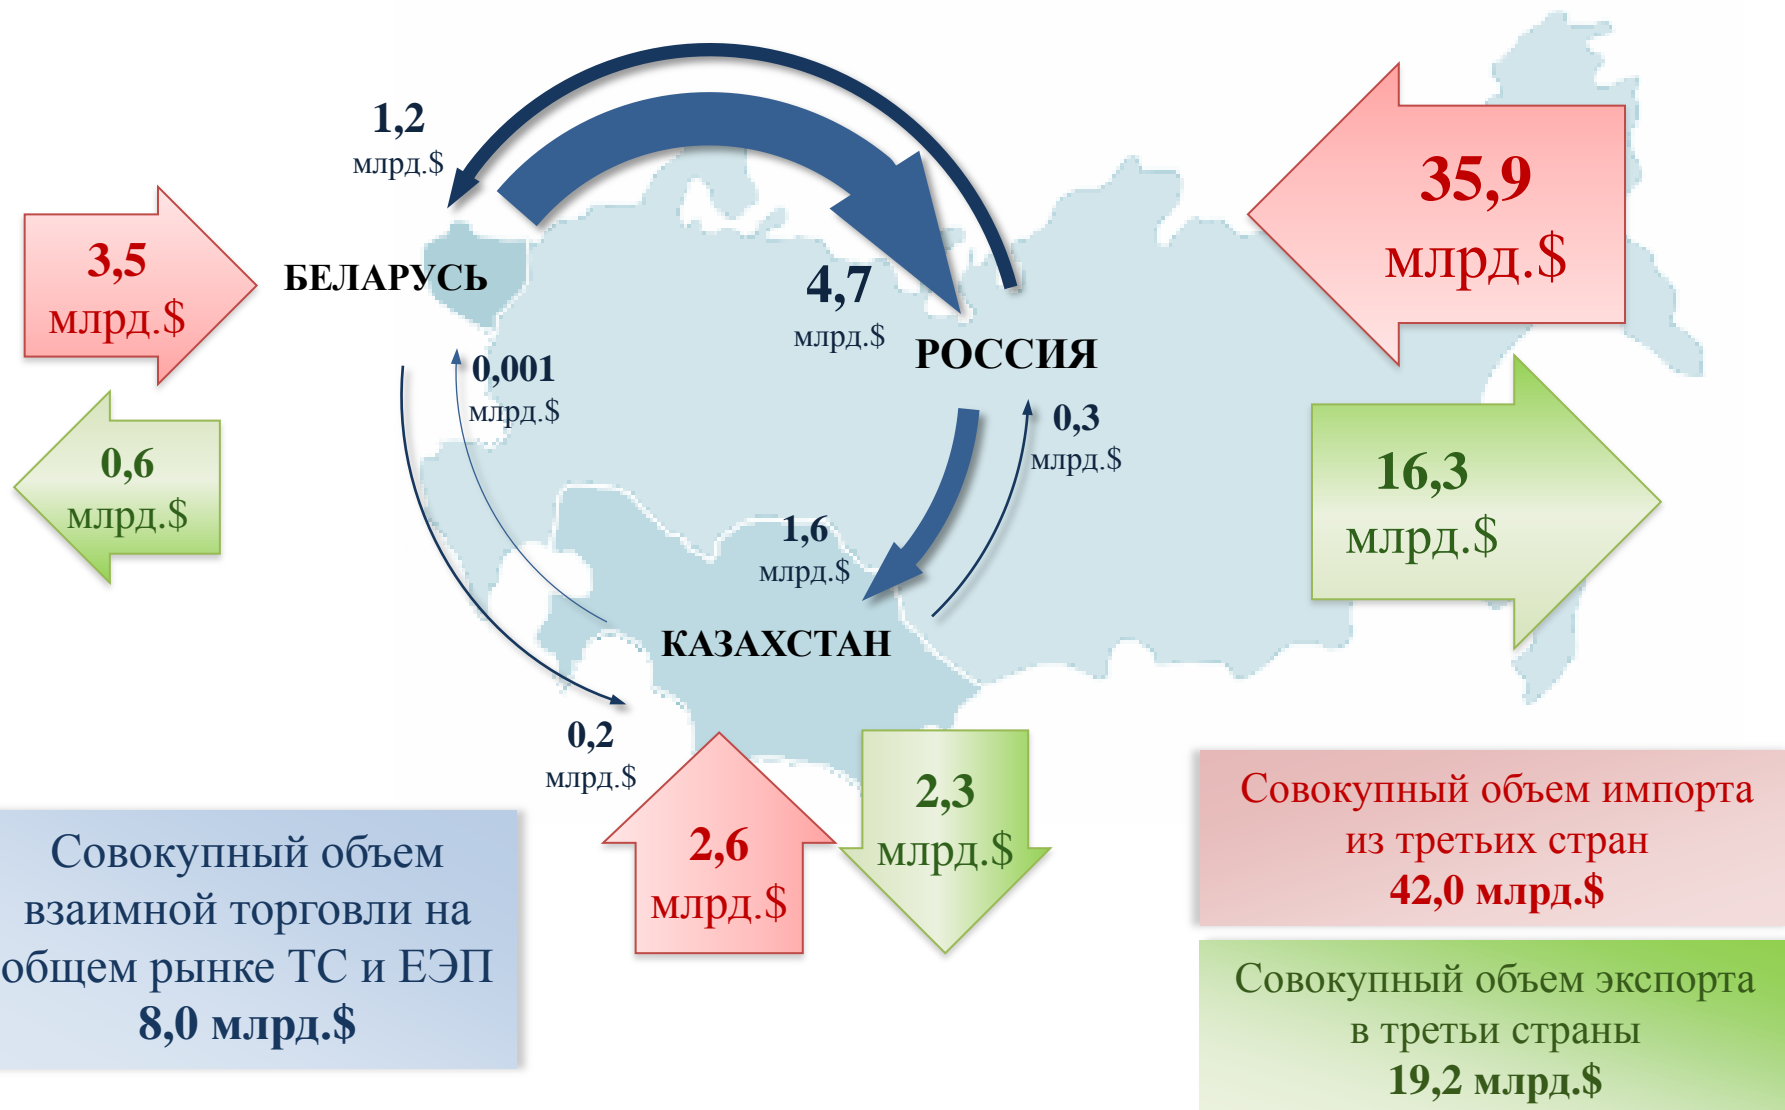 1,2
млрд.$
35,9
млрд.$
3,5
млрд.$
БЕЛАРУСЬ
4,7
млрд.$
РОССИЯ
0,001
млрд.$
0,3
млрд.$
0,6
млрд.$
16,3
млрд.$
1,6
млрд.$
КАЗАХСТАН
0,2
млрд.$
2,6
млрд.$
2,3
млрд.$
Совокупный объем
взаимной торговли на
общем рынке ТС и ЕЭП
8,0 млрд.$
Совокупный объем импорта
из третьих стран
42,0 млрд.$
Совокупный объем экспорта
в третьи страны
19,2 млрд.$